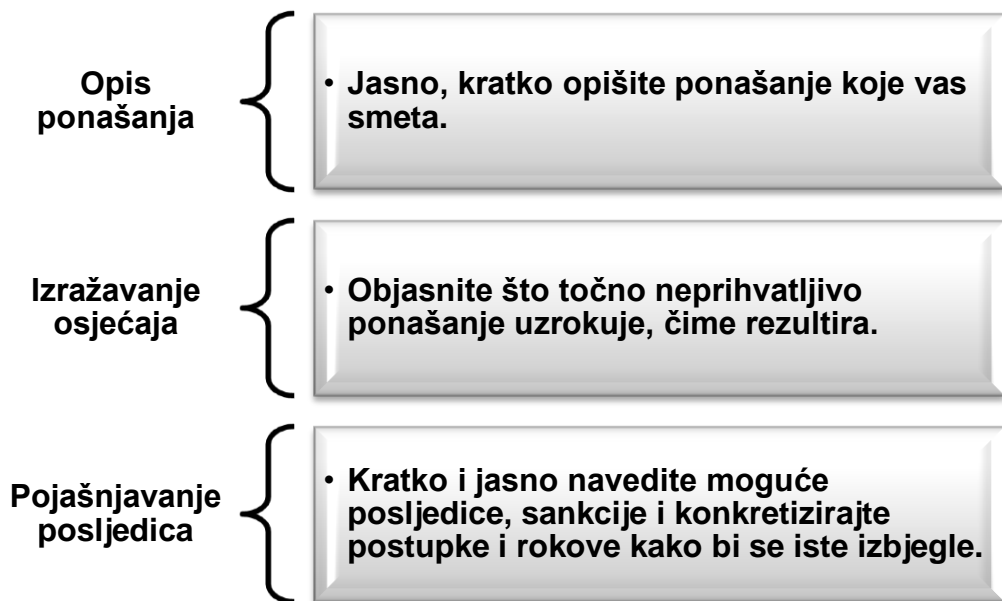 Opis
ponašanja
• Jasno, kratko opišite ponašanje koje vas
smeta.
Izražavanje
osjećaja
• Objasnite što točno neprihvatljivo
ponašanje uzrokuje, čime rezultira.
Pojašnjavanje
posljedica
• Kratko i jasno navedite moguće
posljedice, sankcije i konkretizirajte
postupke i rokove kako bi se iste izbjegle.